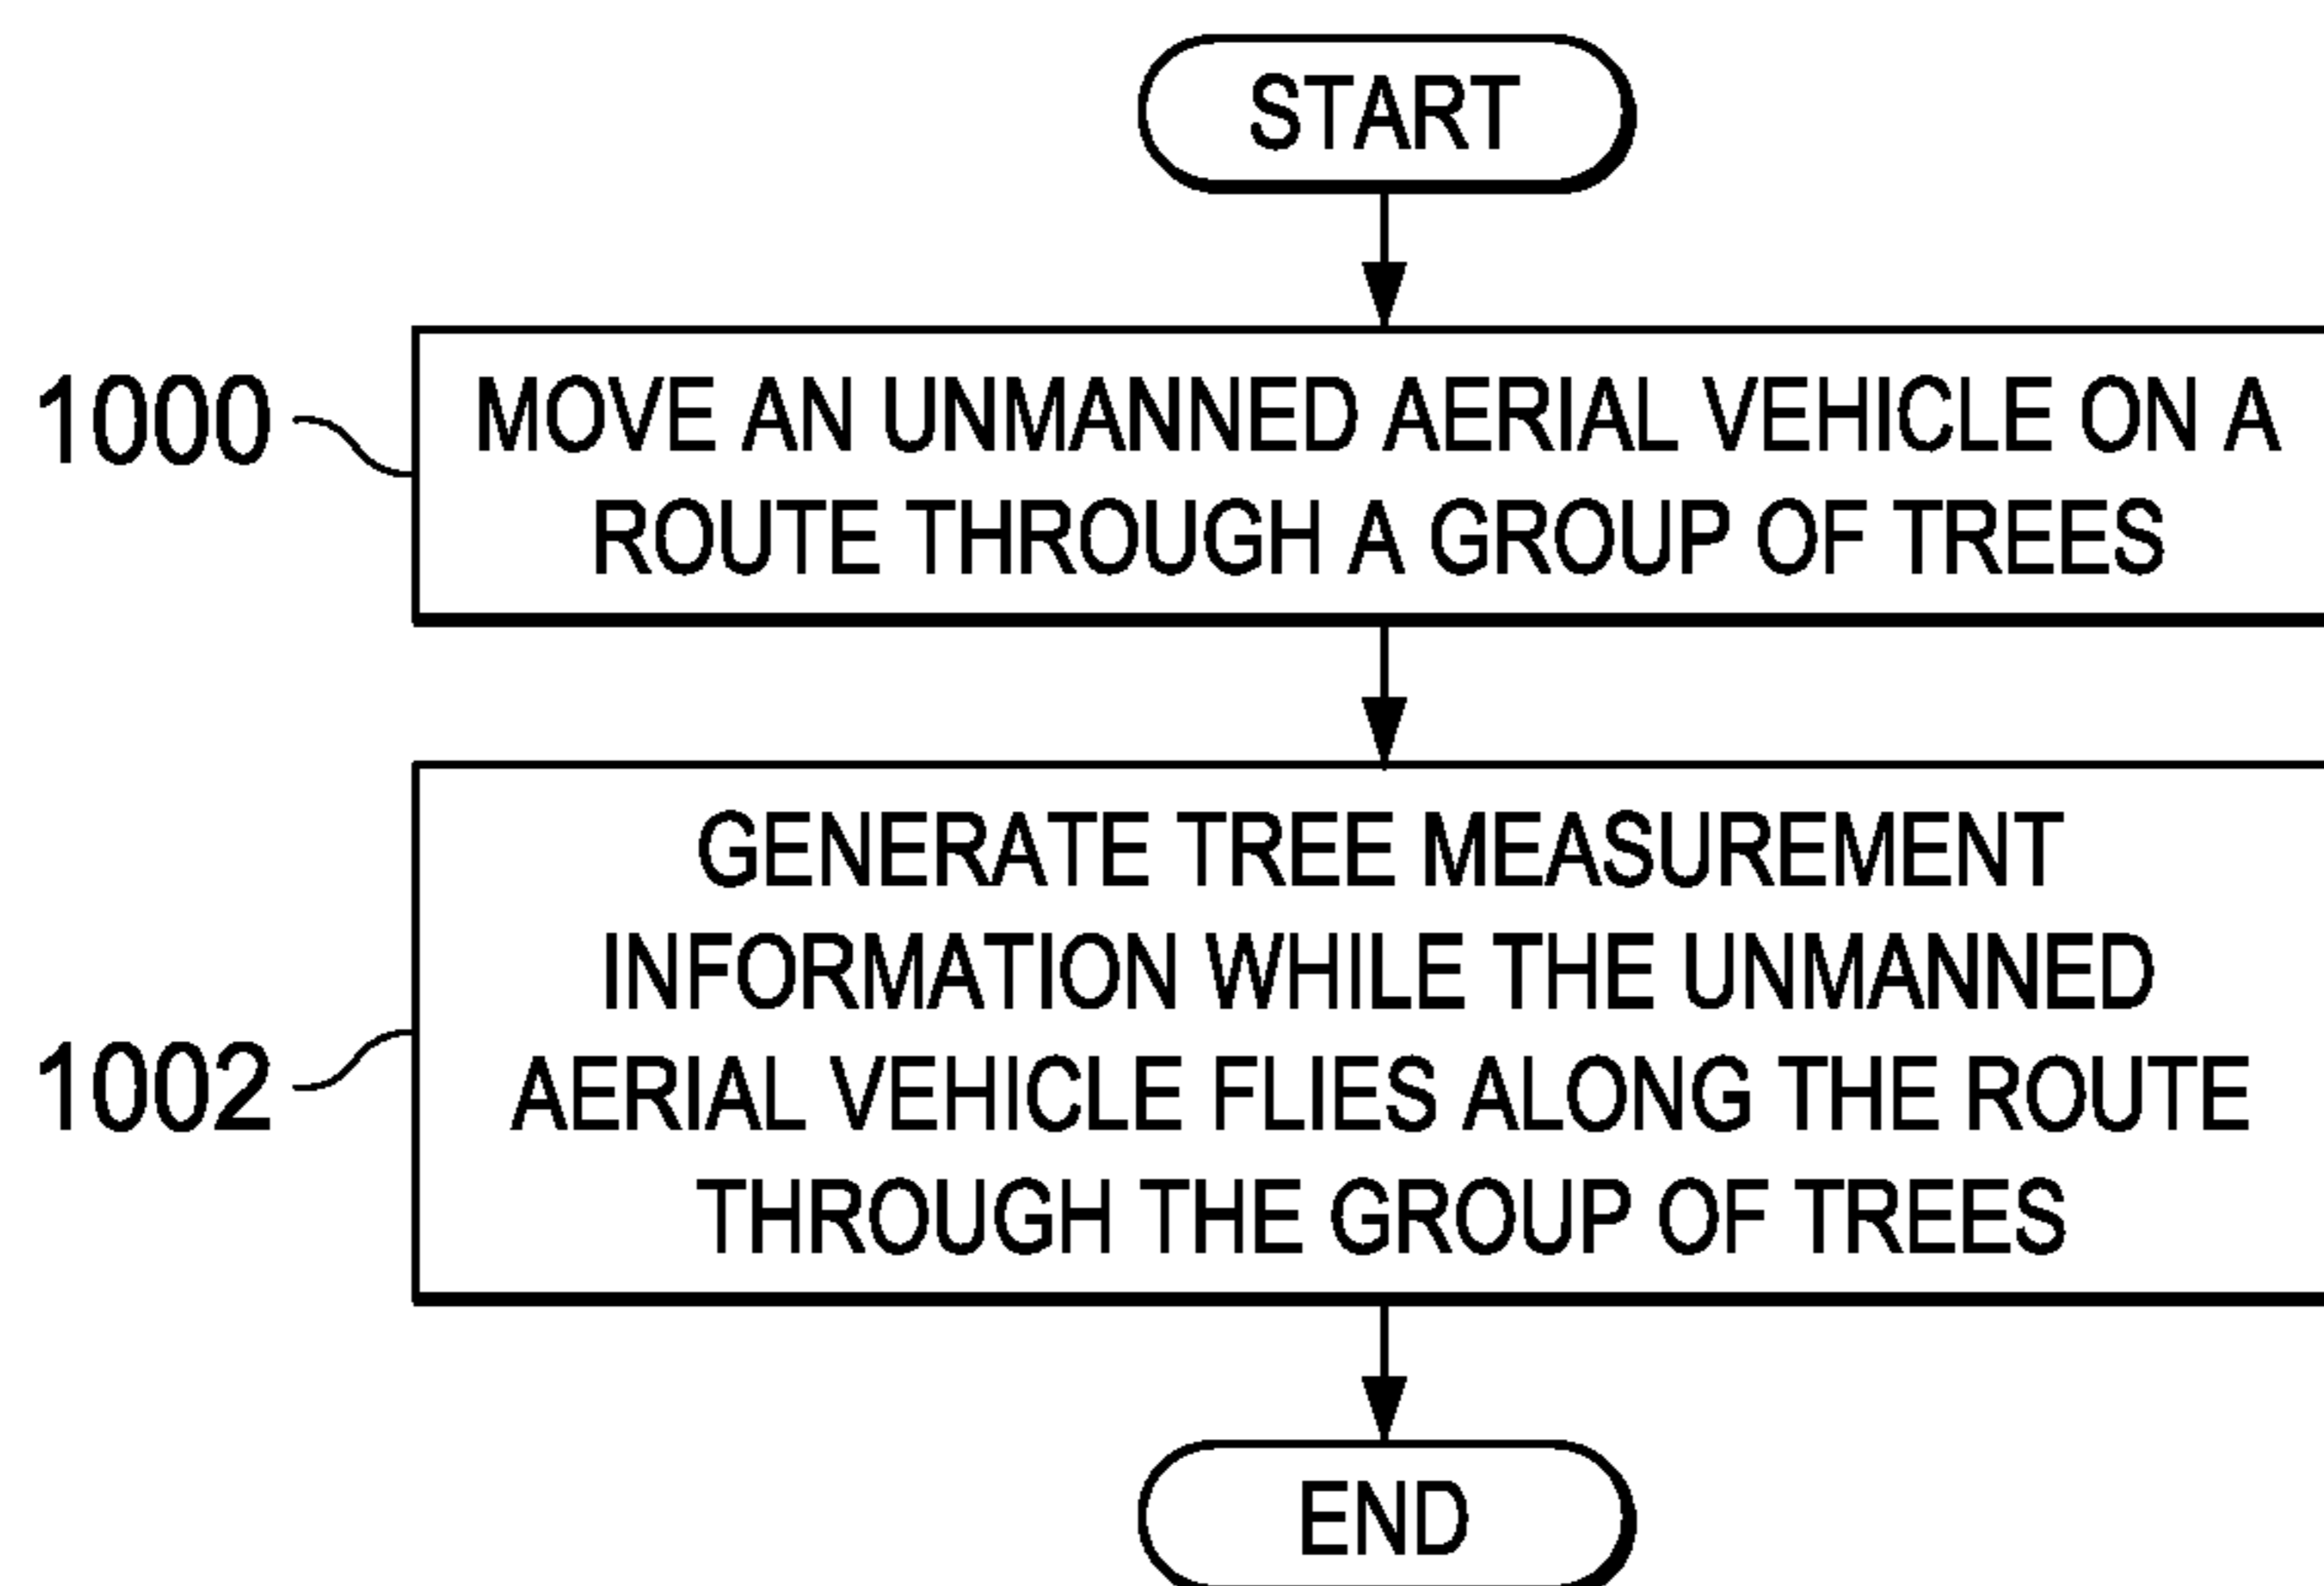 START
1000
MOVE AN UNMANNED AERIAL VEHICLE ON A
ROUTE THROUGH A GROUP OF TREES
GENERATE TREE MEASUREMENT
INFORMATION WHILE THE UNMANNED
1002
AERIAL VEHICLE FLIES ALONG THE ROUTE
THROUGH THE GROUP OF TREES
END